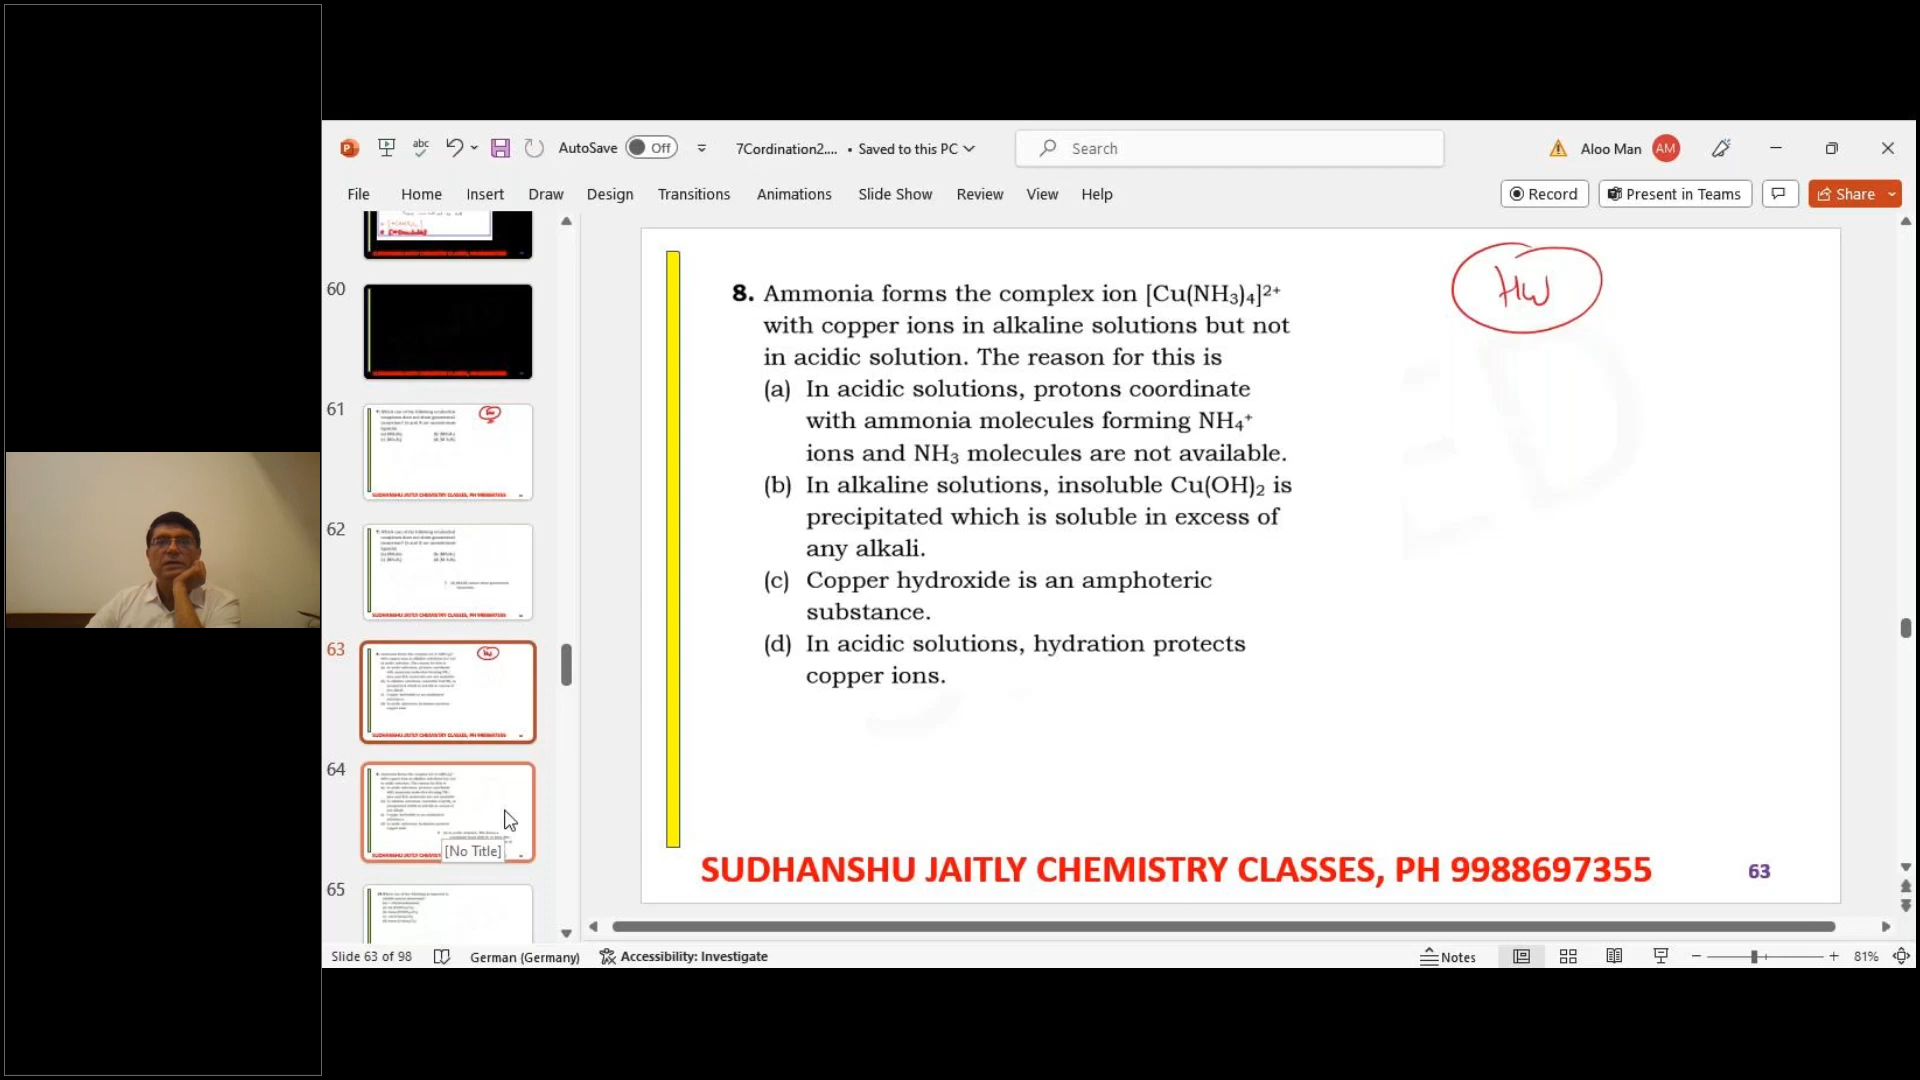 abc
AutoSave Off
7Cordination2.... • Saved to this PC
Search
Aloo Man AM
File Home Insert Draw Design Transitions Animations Slide Show Review View Help
Record Present in Teams Share
60
61
62
63
64
65
[No Title]
HW
8. Ammonia forms the complex ion [Cu(NH₃)₄]²⁺
with copper ions in alkaline solutions but not
in acidic solution. The reason for this is
(a) In acidic solutions, protons coordinate
with ammonia molecules forming NH₄⁺
ions and NH₃ molecules are not available.
(b) In alkaline solutions, insoluble Cu(OH)₂ is
precipitated which is soluble in excess of
any alkali.
(c) Copper hydroxide is an amphoteric
substance.
(d) In acidic solutions, hydration protects
copper ions.
SUDHANSHU JAITLY CHEMISTRY CLASSES, PH 9988697355 63
Slide 63 of 98 German (Germany) Accessibility: Investigate Notes 81%